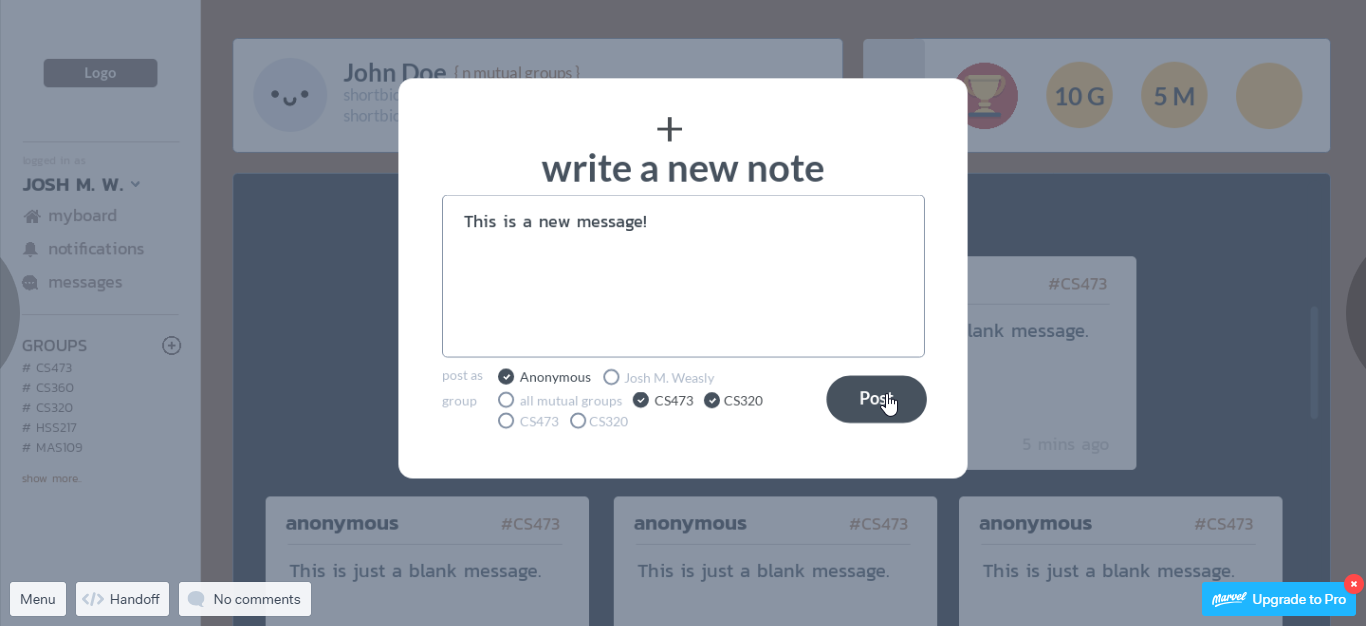 Logo
logged in as
JOSH M. W.
myboard
notifications
messages
GROUPS
# CS473
# CS360
# CS320
# HSS217
# MAS109
show more.
John Doe { n mutual groups }
10 G
5 M
+
write a new note
This is a new message!
post as Anonymous Josh M. Weasly
group all mutual groups CS473 CS320
CS473 CS320
Post
#CS473
message.
5 mins ago
anonymous #CS473
This is just a blank message.
anonymous #CS473
This is just a blank message.
anonymous #CS473
This is just a blank message.
Menu
</> Handoff
No comments
Marvel Upgrade to Pro